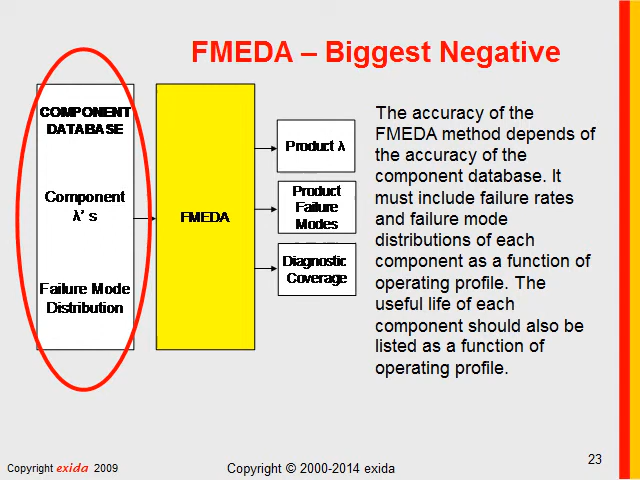 FMEDA – Biggest Negative
COMPONENT
DATABASE
Component
λ' s
Failure Mode
Distribution
FMEDA
Product λ
Product
Failure
Modes
Diagnostic
Coverage
The accuracy of the
FMEDA method depends of
the accuracy of the
component database. It
must include failure rates
and failure mode
distributions of each
component as a function of
operating profile. The
useful life of each
component should also be
listed as a function of
operating profile.
Copyright exida 2009
Copyright © 2000-2014 exida
23